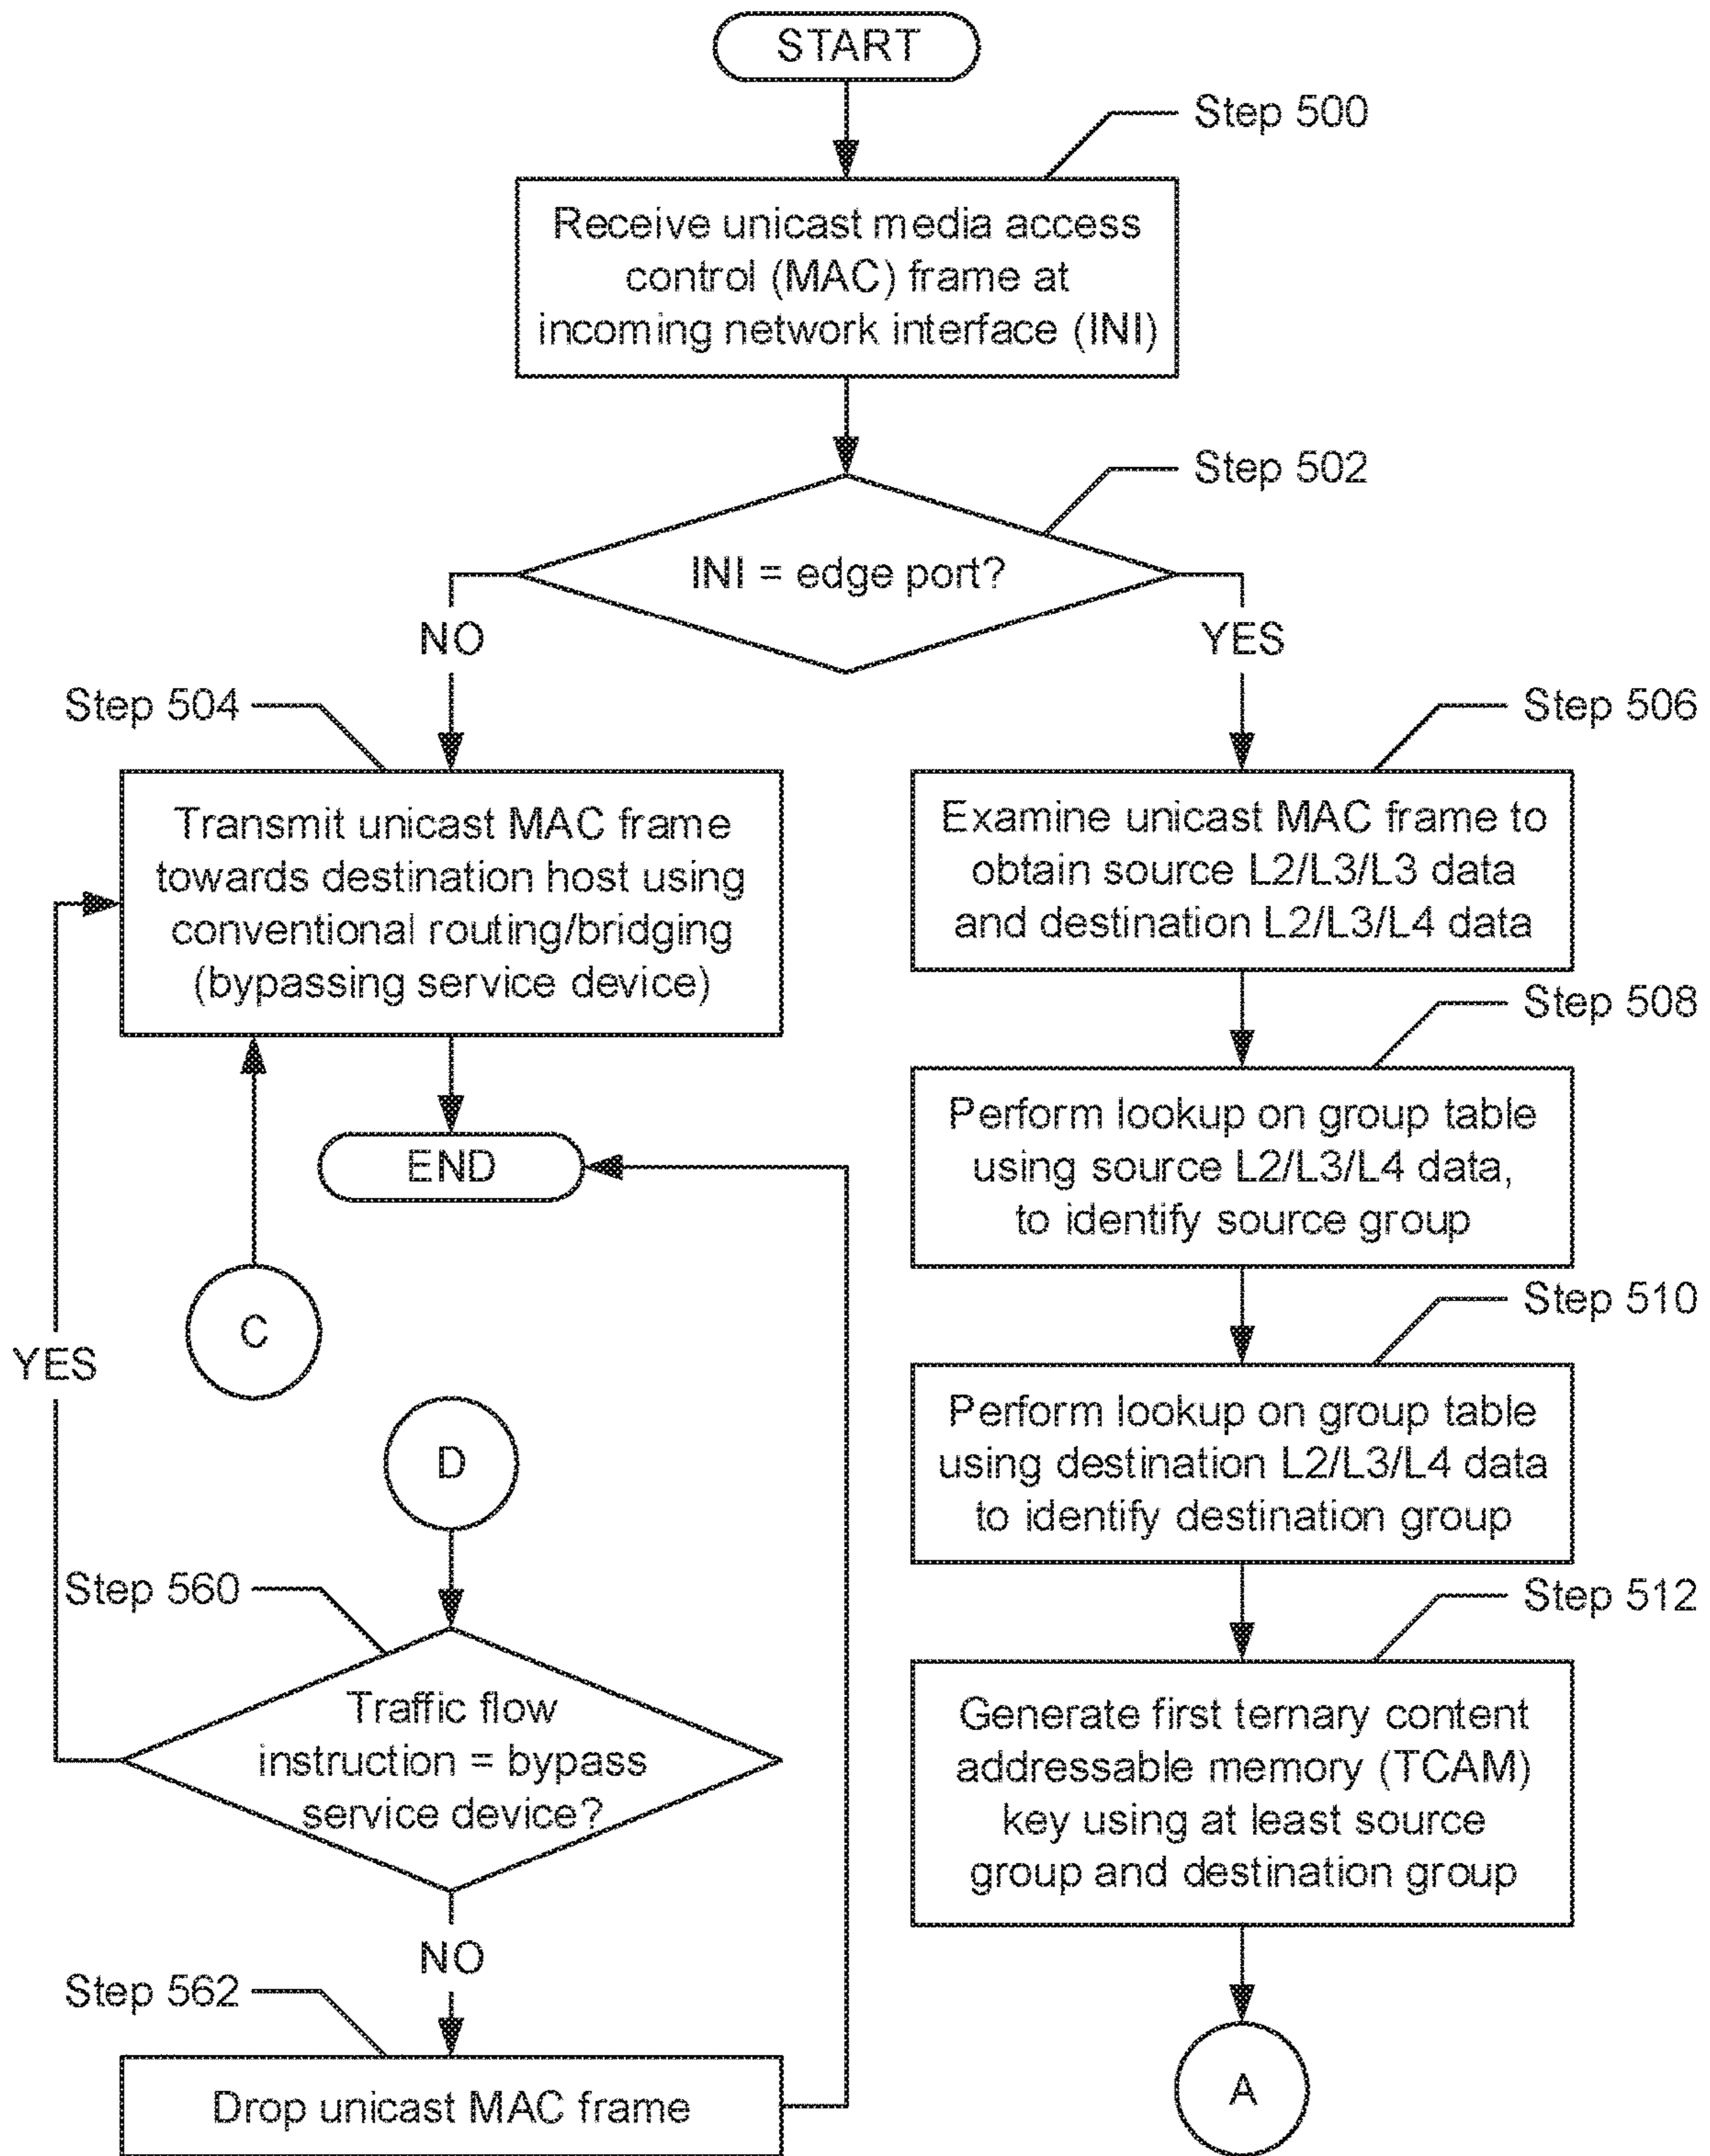 START
Step 500
Receive unicast media access
control (MAC) frame at
incoming network interface (INI)
Step 502
INI = edge port?
NO
YES
Step 504
Transmit unicast MAC frame
towards destination host using
conventional routing/bridging
(bypassing service device)
END
C
YES
D
Step 560
Traffic flow
instruction = bypass
service device?
NO
Step 562
Drop unicast MAC frame
Step 506
Examine unicast MAC frame to
obtain source L2/L3/L3 data
and destination L2/L3/L4 data
Step 508
Perform lookup on group table
using source L2/L3/L4 data,
to identify source group
Step 510
Perform lookup on group table
using destination L2/L3/L4 data
to identify destination group
Step 512
Generate first ternary content
addressable memory (TCAM)
key using at least source
group and destination group
A